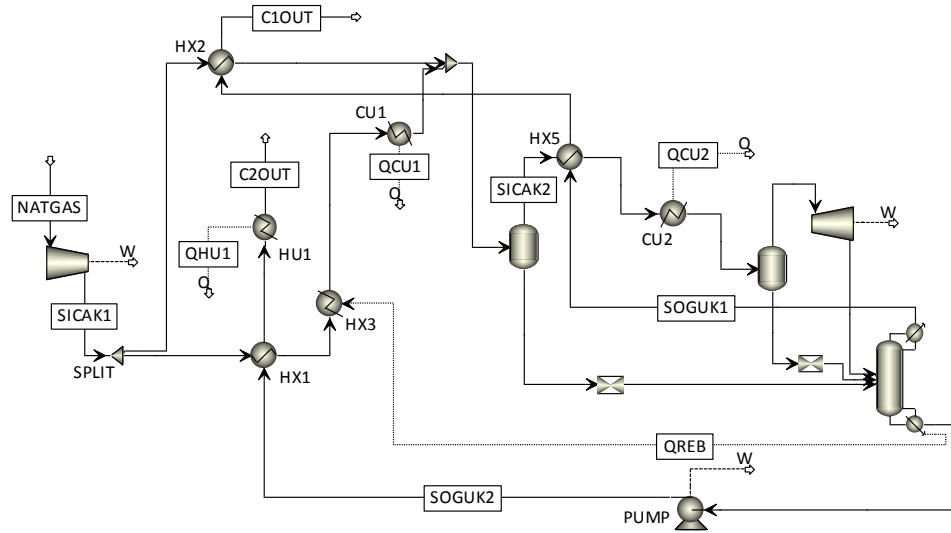 C1OUT
HX2
CU1
QCU1
Q
C2OUT
QHU1
Q
HU1
NATGAS
W
SICAK1
SPLIT
HX1
HX3
HX5
SICAK2
QCU2
Q
CU2
W
SOGUK1
QREB
W
SOGUK2
PUMP